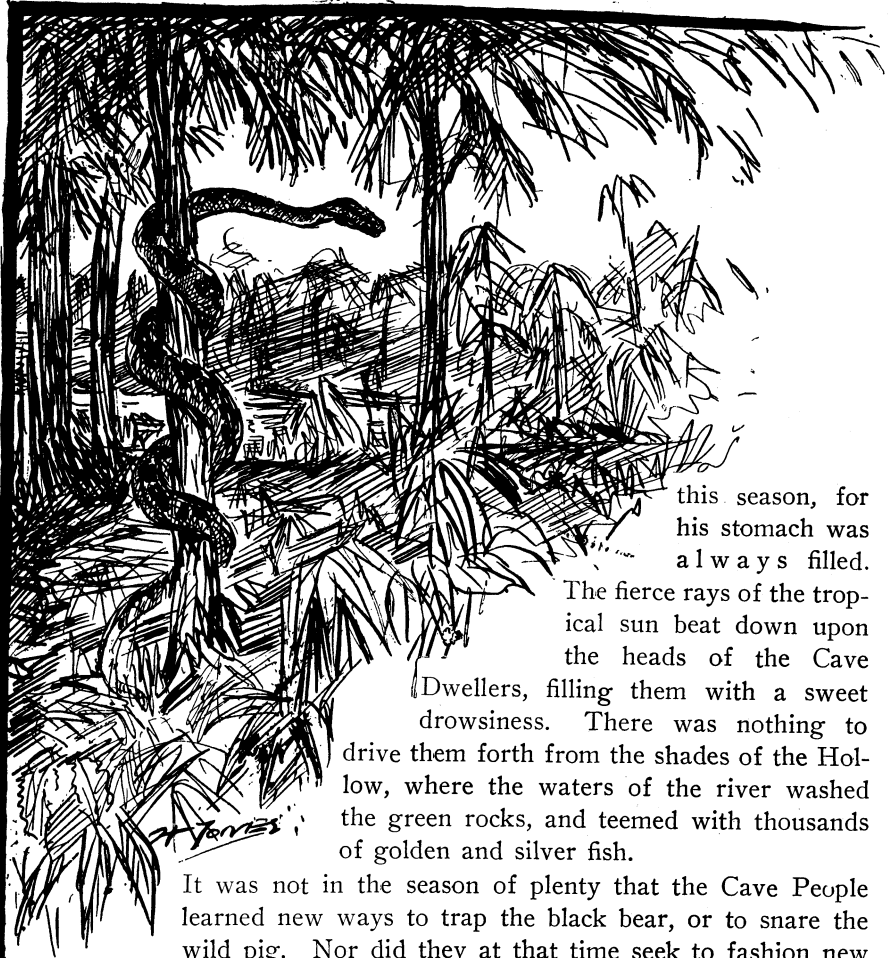 this season, for
his stomach was
always filled.
The fierce rays of the trop-
ical sun beat down upon
the heads of the Cave
Dwellers, filling them with a sweet
drowsiness. There was nothing to
drive them forth from the shades of the Hol-
low, where the waters of the river washed
the green rocks, and teemed with thousands
of golden and silver fish.
It was not in the season of plenty that the Cave People
learned new ways to trap the black bear, or to snare the
wild pig. Nor did they at that time seek to fashion new